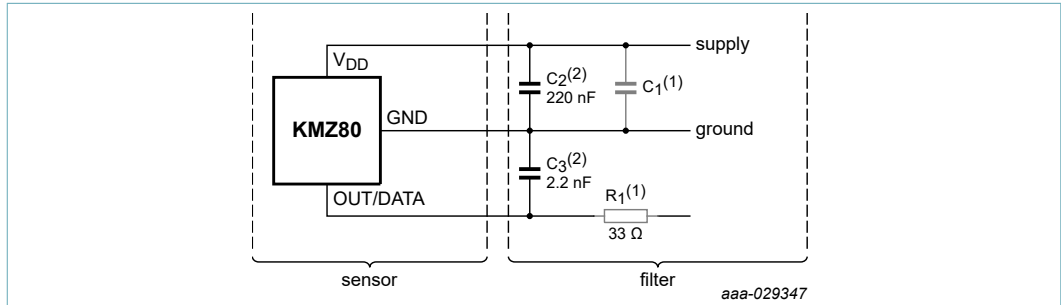 supply
VDD
C2(2)
220 nF
C1(1)
KMZ80
GND
ground
C3(2)
2.2 nF
OUT/DATA
R1(1)
33 Ω
sensor
filter
aaa-029347